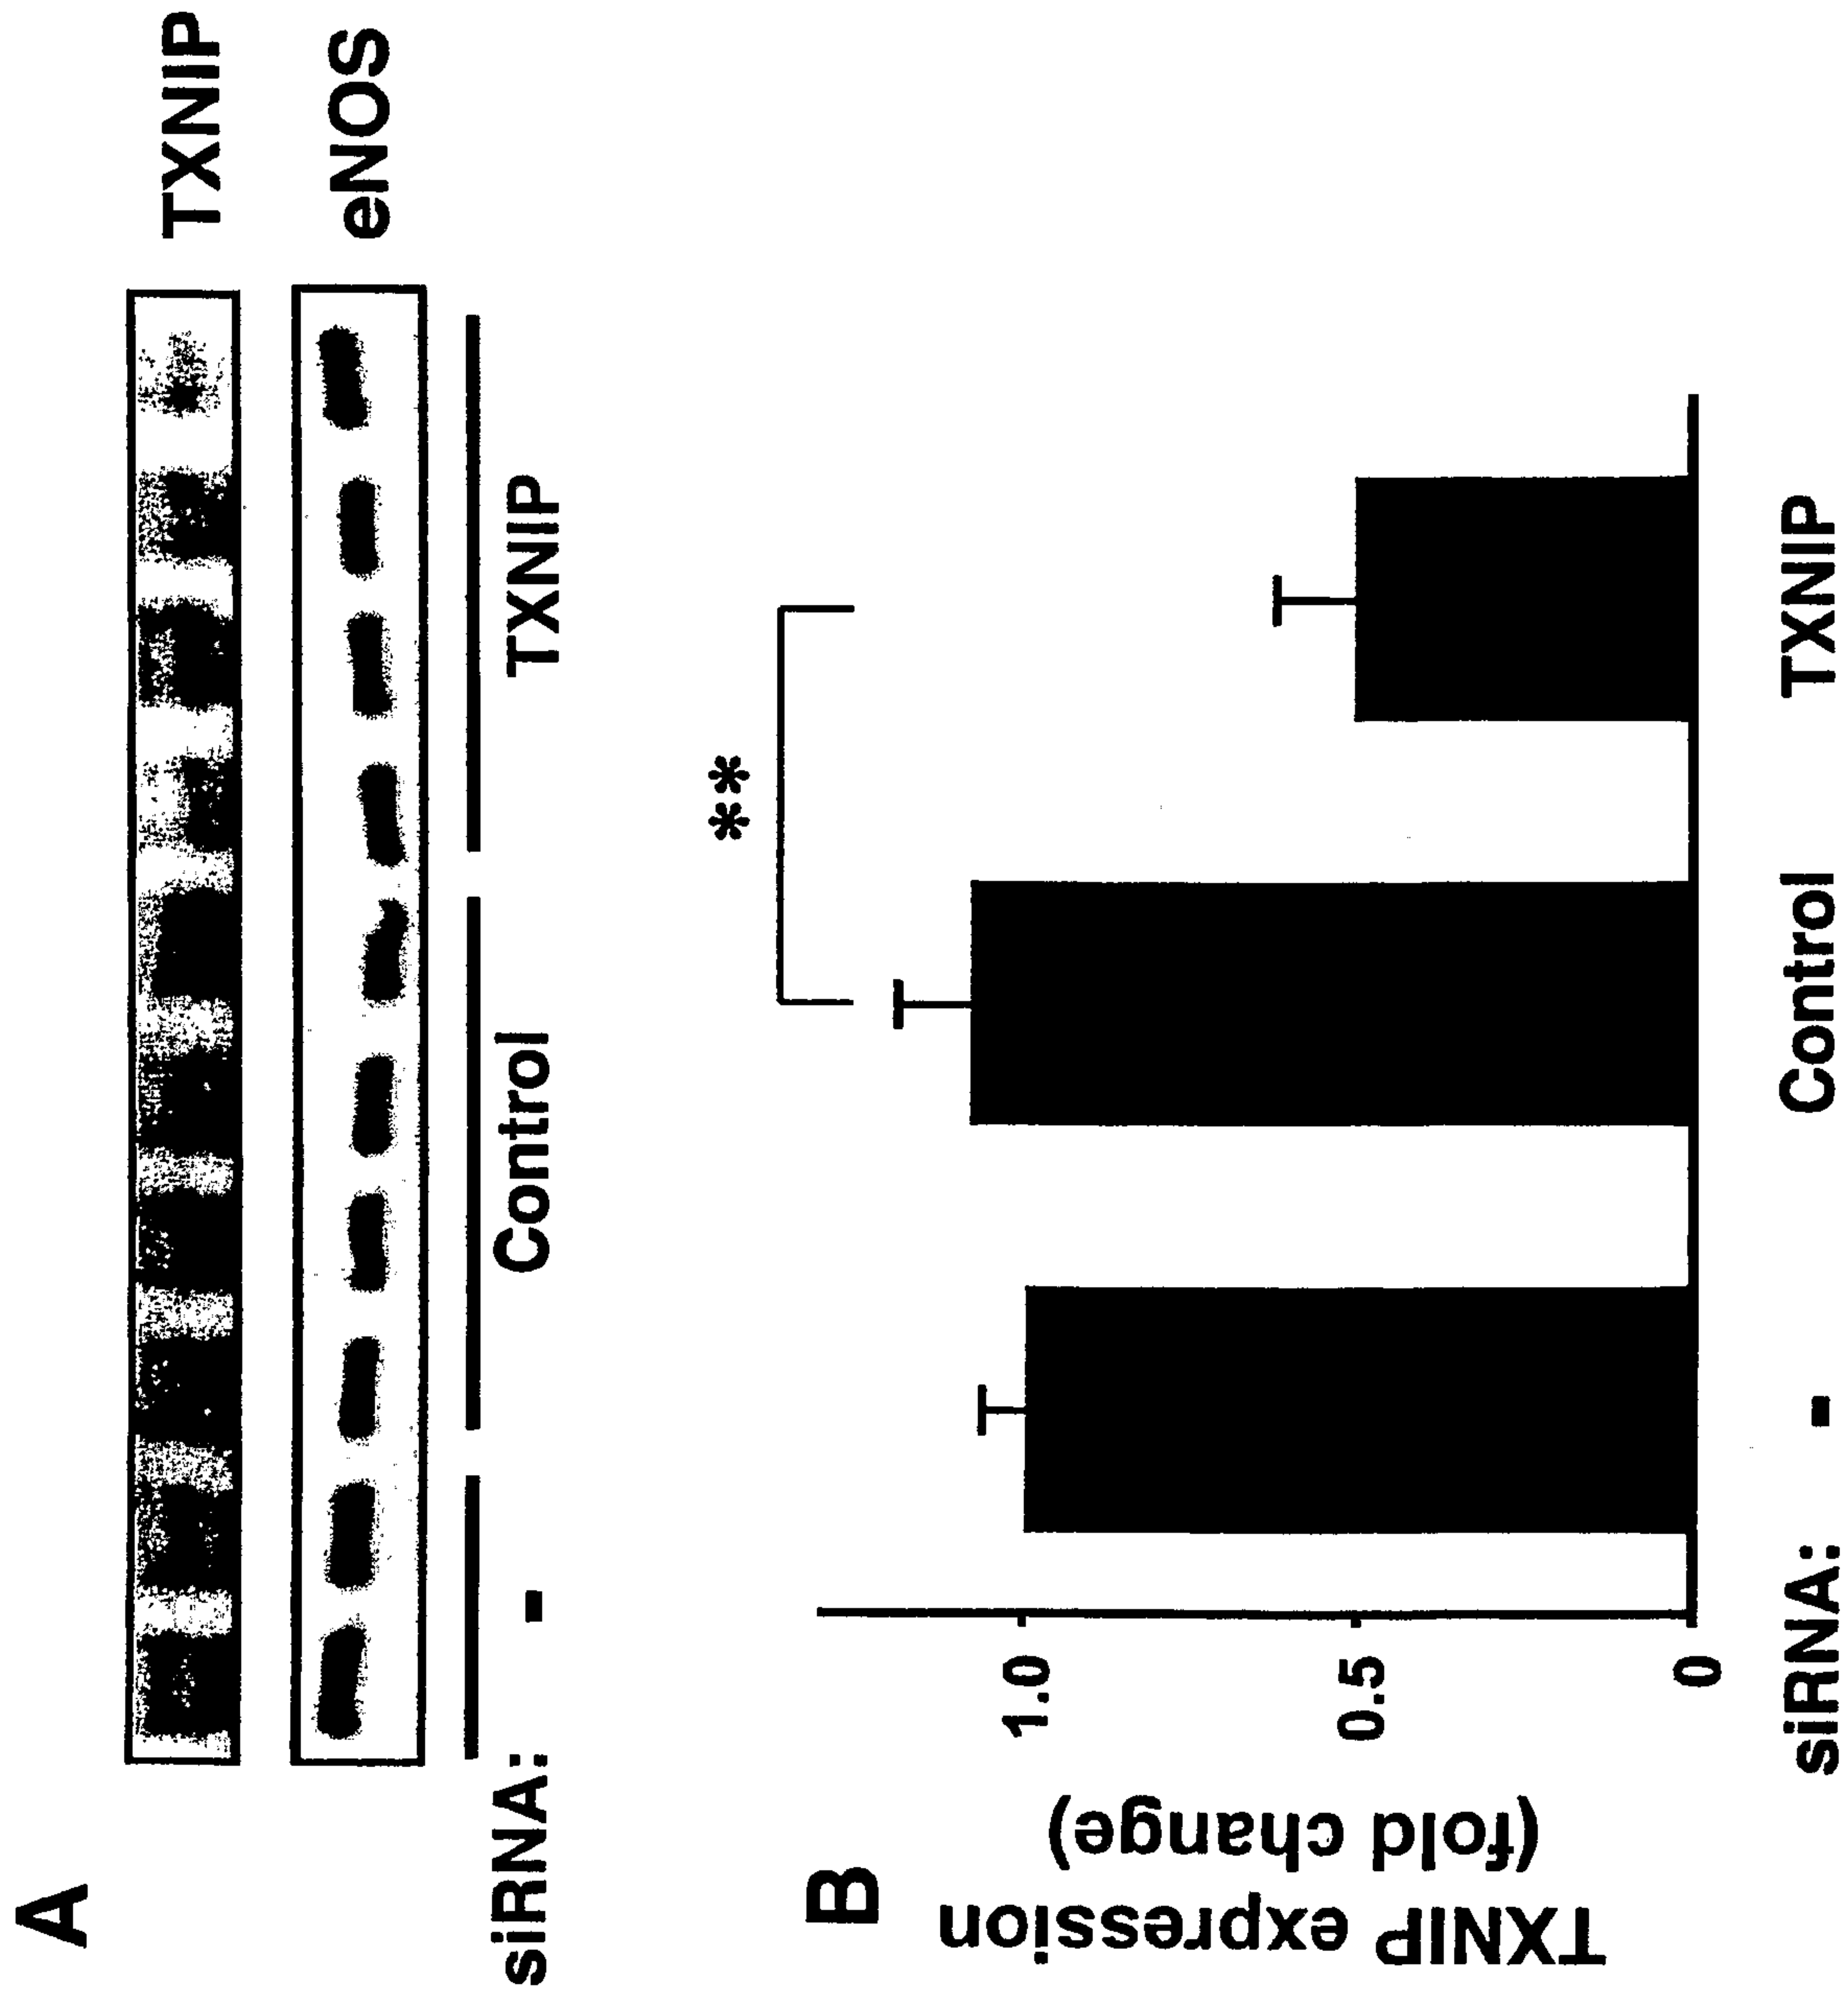 A
TXNIP
eNOS
siRNA: - Control TXNIP
B
**
TXNIP expression
(fold change)
1.0
0.5
0
siRNA: - Control TXNIP